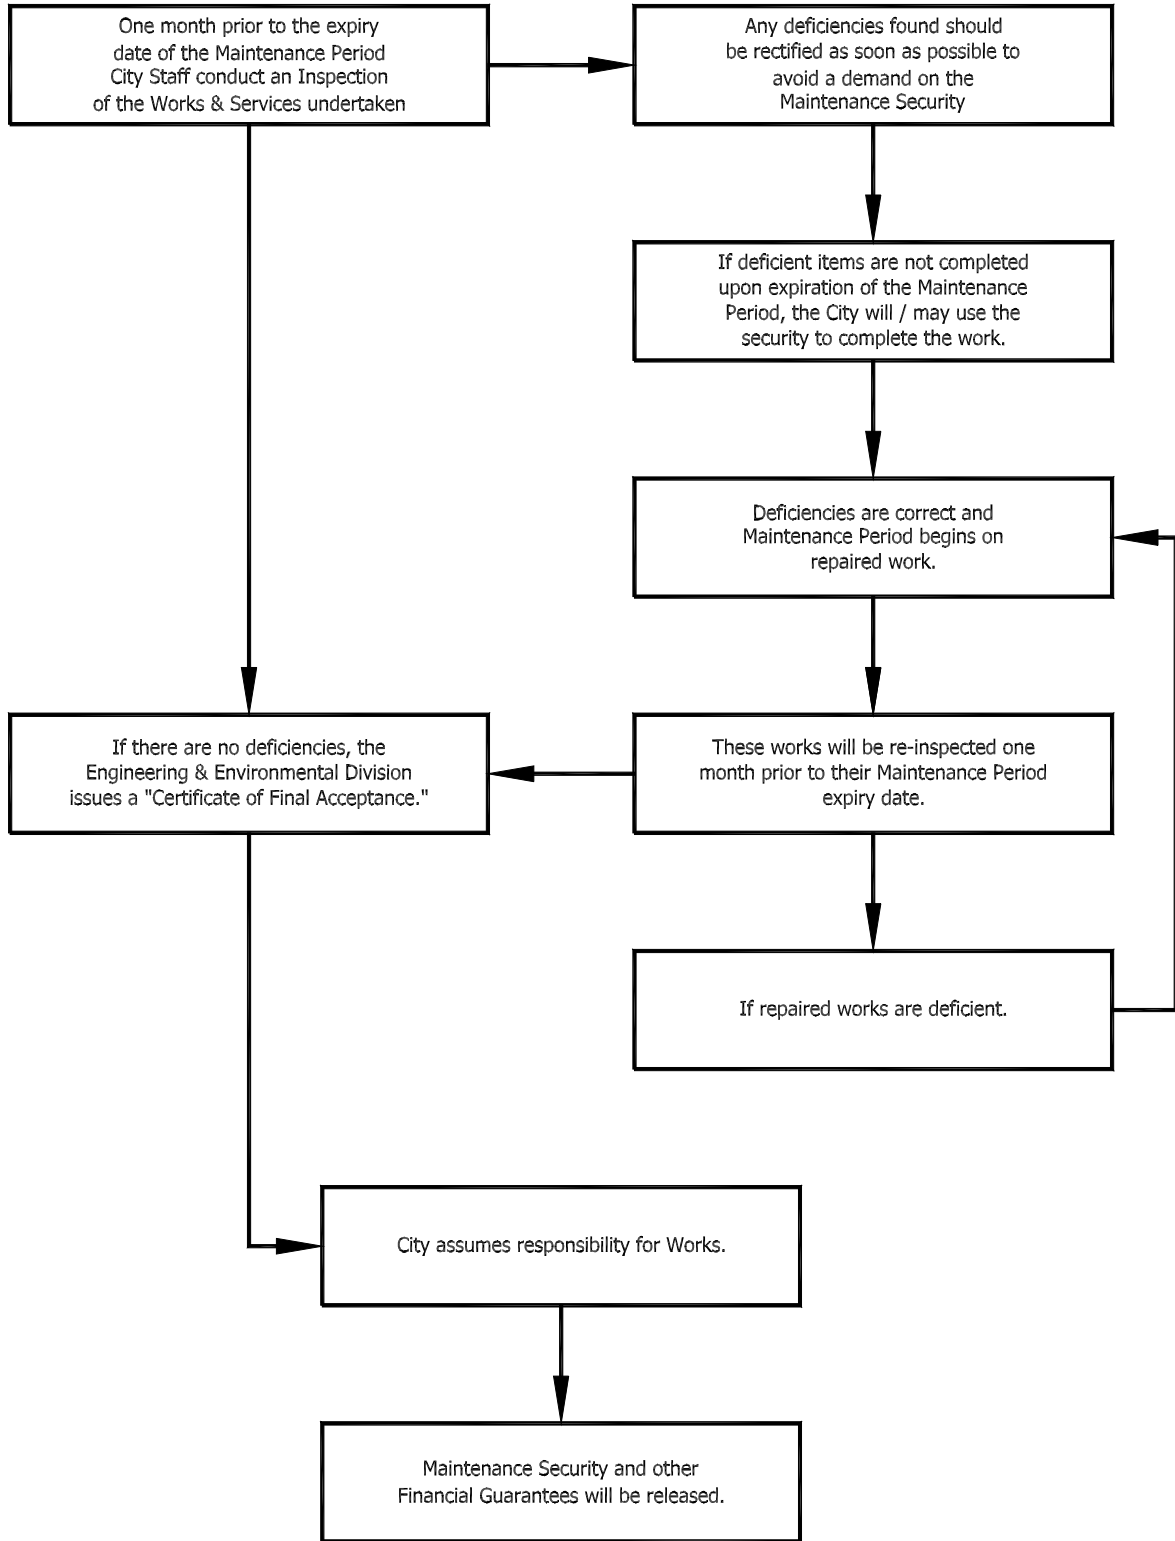 One month prior to the expiry
date of the Maintenance Period
City Staff conduct an Inspection
of the Works & Services undertaken
Any deficiencies found should
be rectified as soon as possible to
avoid a demand on the
Maintenance Security
If deficient items are not completed
upon expiration of the Maintenance
Period, the City will / may use the
security to complete the work.
Deficiencies are correct and
Maintenance Period begins on
repaired work.
If there are no deficiencies, the
Engineering & Environmental Division
issues a "Certificate of Final Acceptance."
These works will be re-inspected one
month prior to their Maintenance Period
expiry date.
If repaired works are deficient.
City assumes responsibility for Works.
Maintenance Security and other
Financial Guarantees will be released.